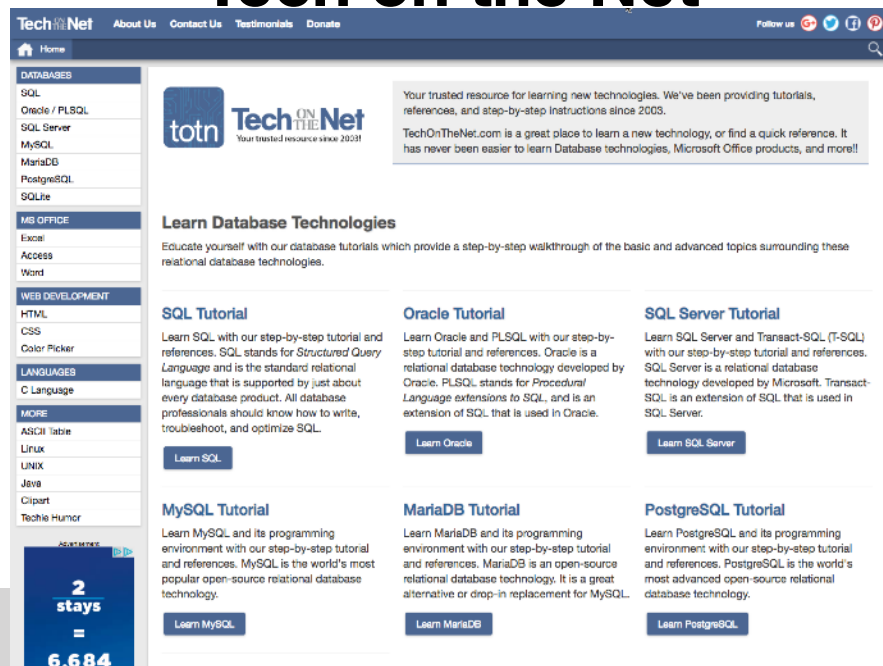 Tech on the Net
Tech ON THE Net About Us Contact Us Testimonials Donate Follow us
Home
DATABASES
SQL
Oracle / PLSQL
SQL Server
MySQL
MariaDB
PostgreSQL
SQLite
MS OFFICE
Excel
Access
Word
WEB DEVELOPMENT
HTML
CSS
Color Picker
LANGUAGES
C Language
MORE
ASCII Table
Linux
UNIX
Java
Clipart
Techie Humor
Advertisement
2
stays
=
6,684
totn
Tech ON THE Net
Your trusted resource since 2003!
Your trusted resource for learning new technologies. We've been providing tutorials,
references, and step-by-step instructions since 2003.
TechOnTheNet.com is a great place to learn a new technology, or find a quick reference. It
has never been easier to learn Database technologies, Microsoft Office products, and more!!
Learn Database Technologies
Educate yourself with our database tutorials which provide a step-by-step walkthrough of the basic and advanced topics surrounding these
relational database technologies.
SQL Tutorial
Learn SQL with our step-by-step tutorial and
references. SQL stands for Structured Query
Language and is the standard relational
language that is supported by just about
every database product. All database
professionals should know how to write,
troubleshoot, and optimize SQL.
Learn SQL
Oracle Tutorial
Learn Oracle and PLSQL with our step-by-
step tutorial and references. Oracle is a
relational database technology developed by
Oracle. PLSQL stands for Procedural
Language extensions to SQL, and is an
extension of SQL that is used in Oracle.
Learn Oracle
SQL Server Tutorial
Learn SQL Server and Transact-SQL (T-SQL)
with our step-by-step tutorial and references.
SQL Server is a relational database
technology developed by Microsoft. Transact-
SQL is an extension of SQL that is used in
SQL Server.
Learn SQL Server
MySQL Tutorial
Learn MySQL and its programming
environment with our step-by-step tutorial
and references. MySQL is the world's most
popular open-source relational database
technology.
Learn MySQL
MariaDB Tutorial
Learn MariaDB and its programming
environment with our step-by-step tutorial
and references. MariaDB is an open-source
relational database technology. It is a great
alternative or drop-in replacement for MySQL.
Learn MariaDB
PostgreSQL Tutorial
Learn PostgreSQL and its programming
environment with our step-by-step tutorial
and references. PostgreSQL is the world's
most advanced open-source relational
database technology.
Learn PostgreSQL